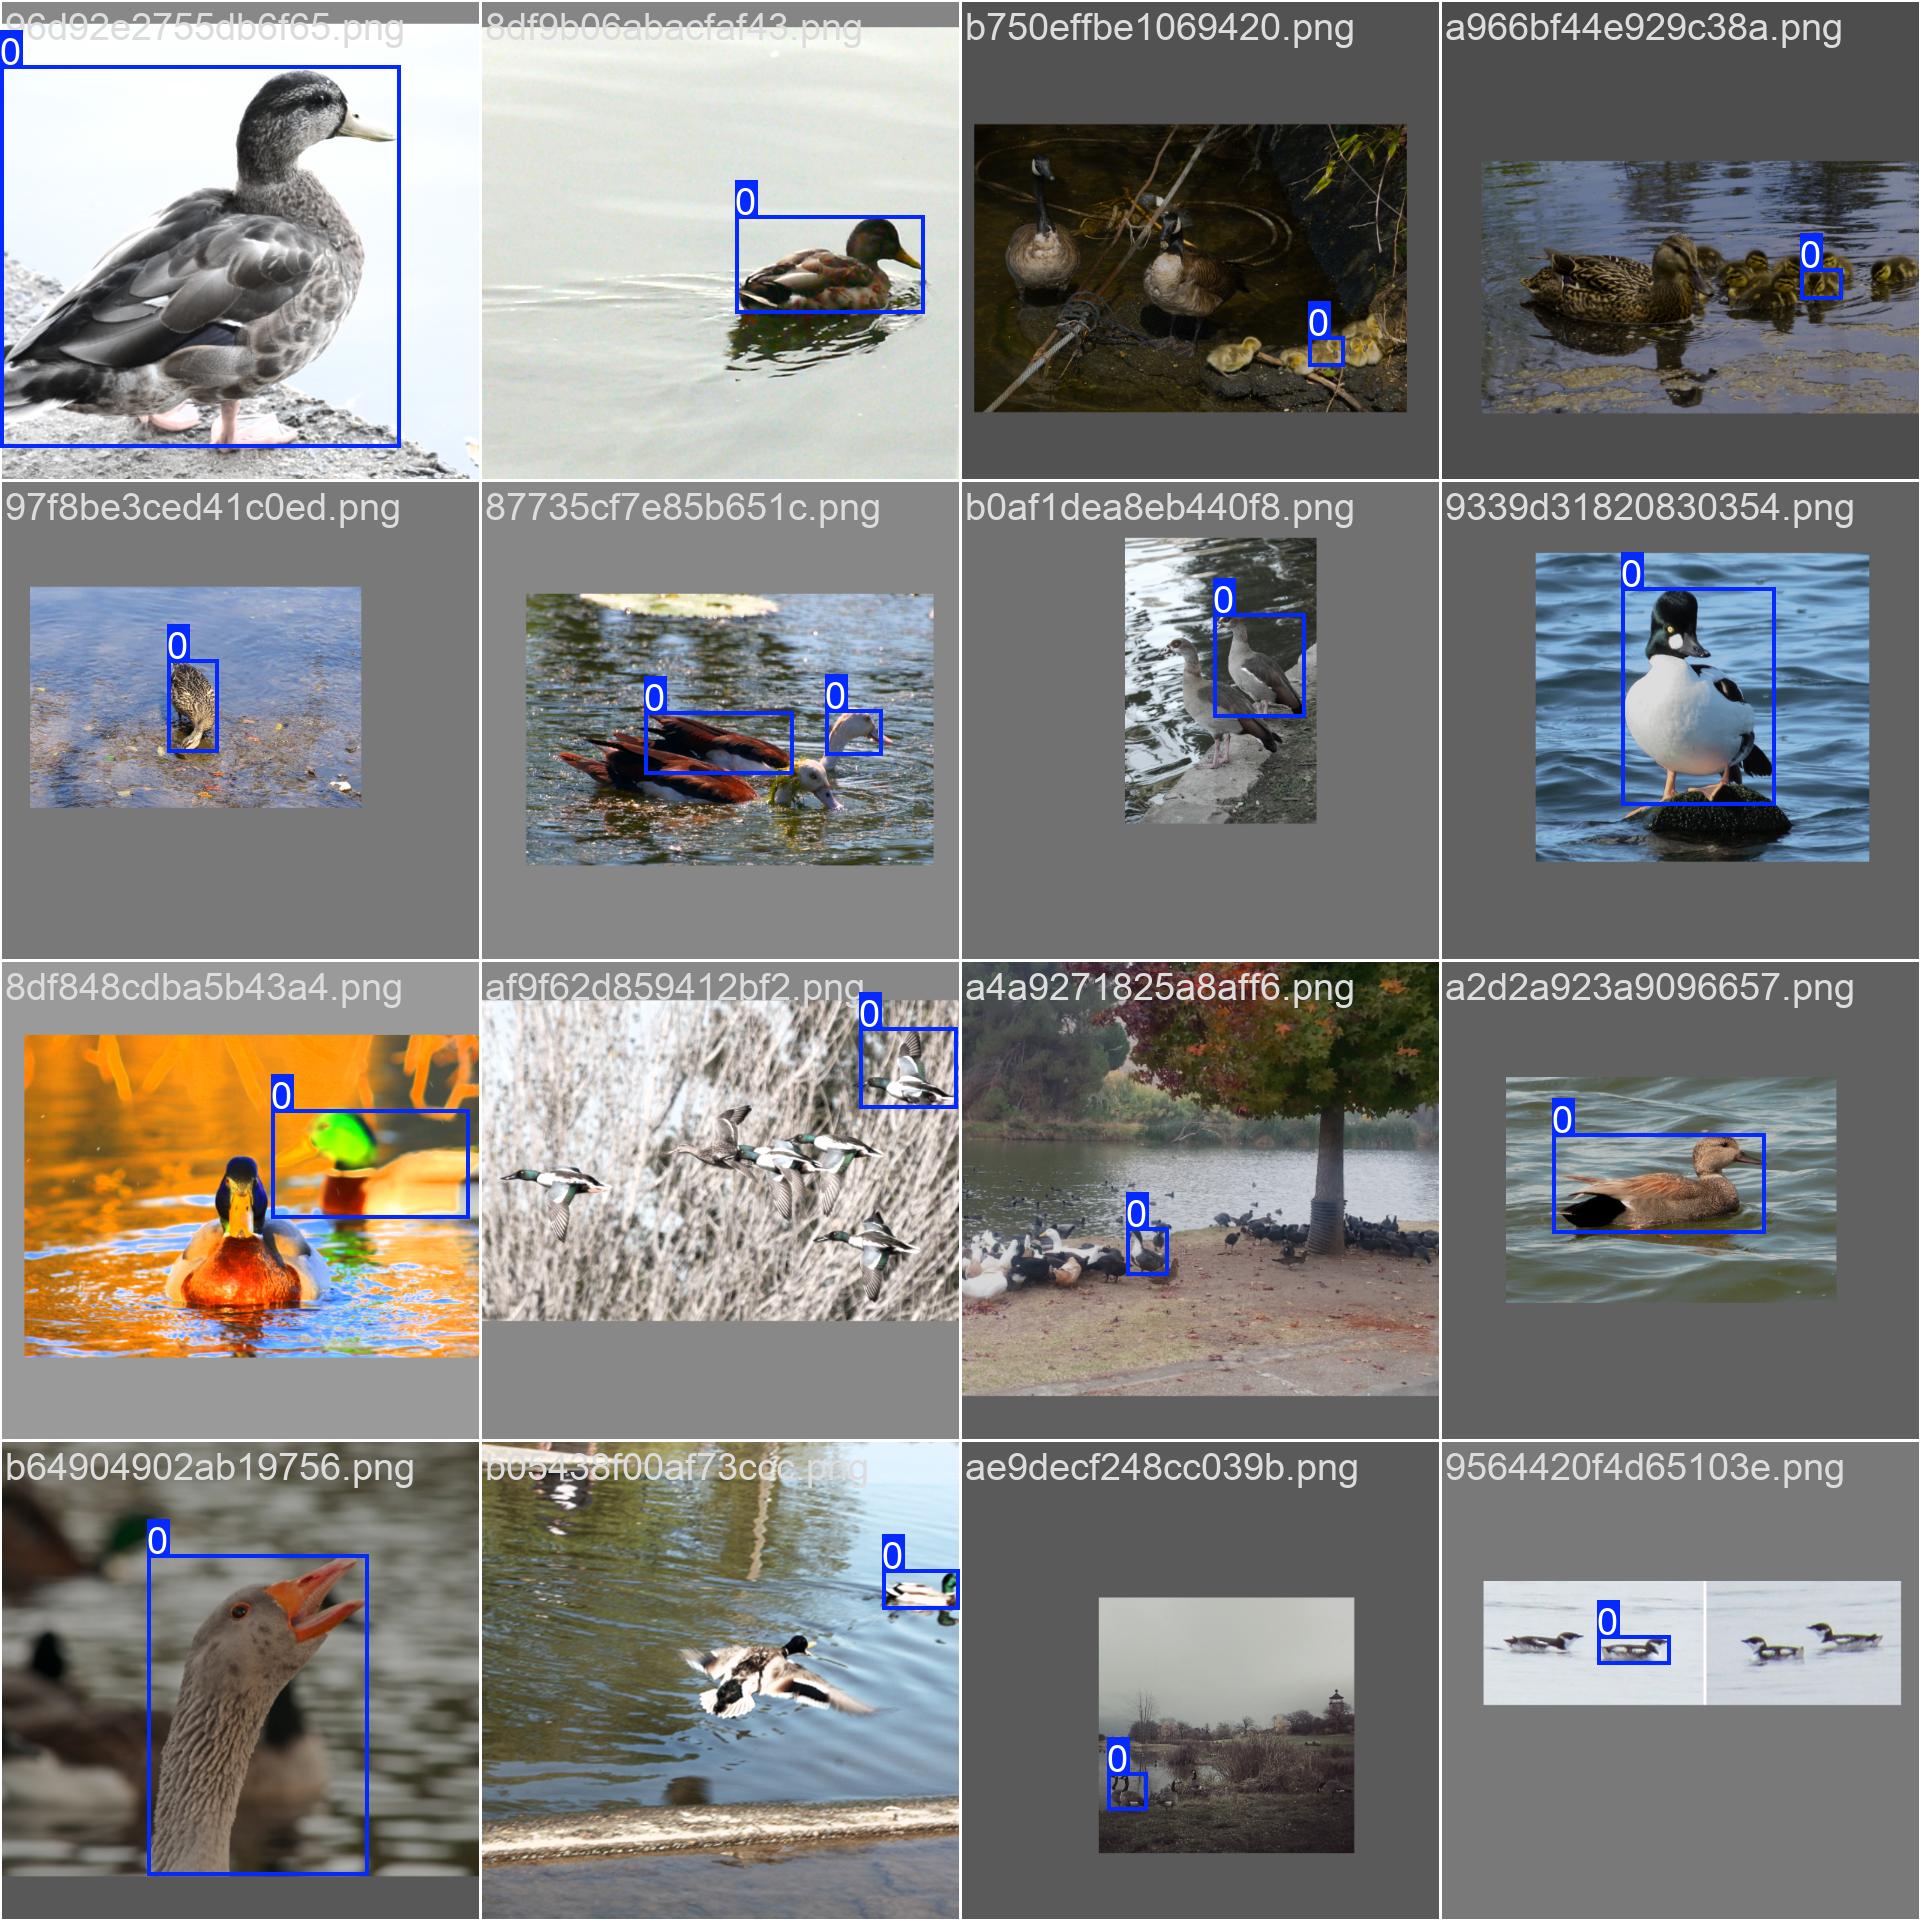 96d92e2755db6f65.png
8df9b06abacfaf43.png
b750effbe1069420.png
a966bf44e929c38a.png
0
0
0
0
97f8be3ced41c0ed.png
87735cf7e85b651c.png
b0af1dea8eb440f8.png
9339d31820830354.png
0
0
0
0
0
8df848cdba5b43a4.png
af9f62d859412bf2.png
a4a9271825a8aff6.png
a2d2a923a9096657.png
0
0
0
0
b64904902ab19756.png
b05438f00af73ccc.png
ae9decf248cc039b.png
9564420f4d65103e.png
0
0
0
0